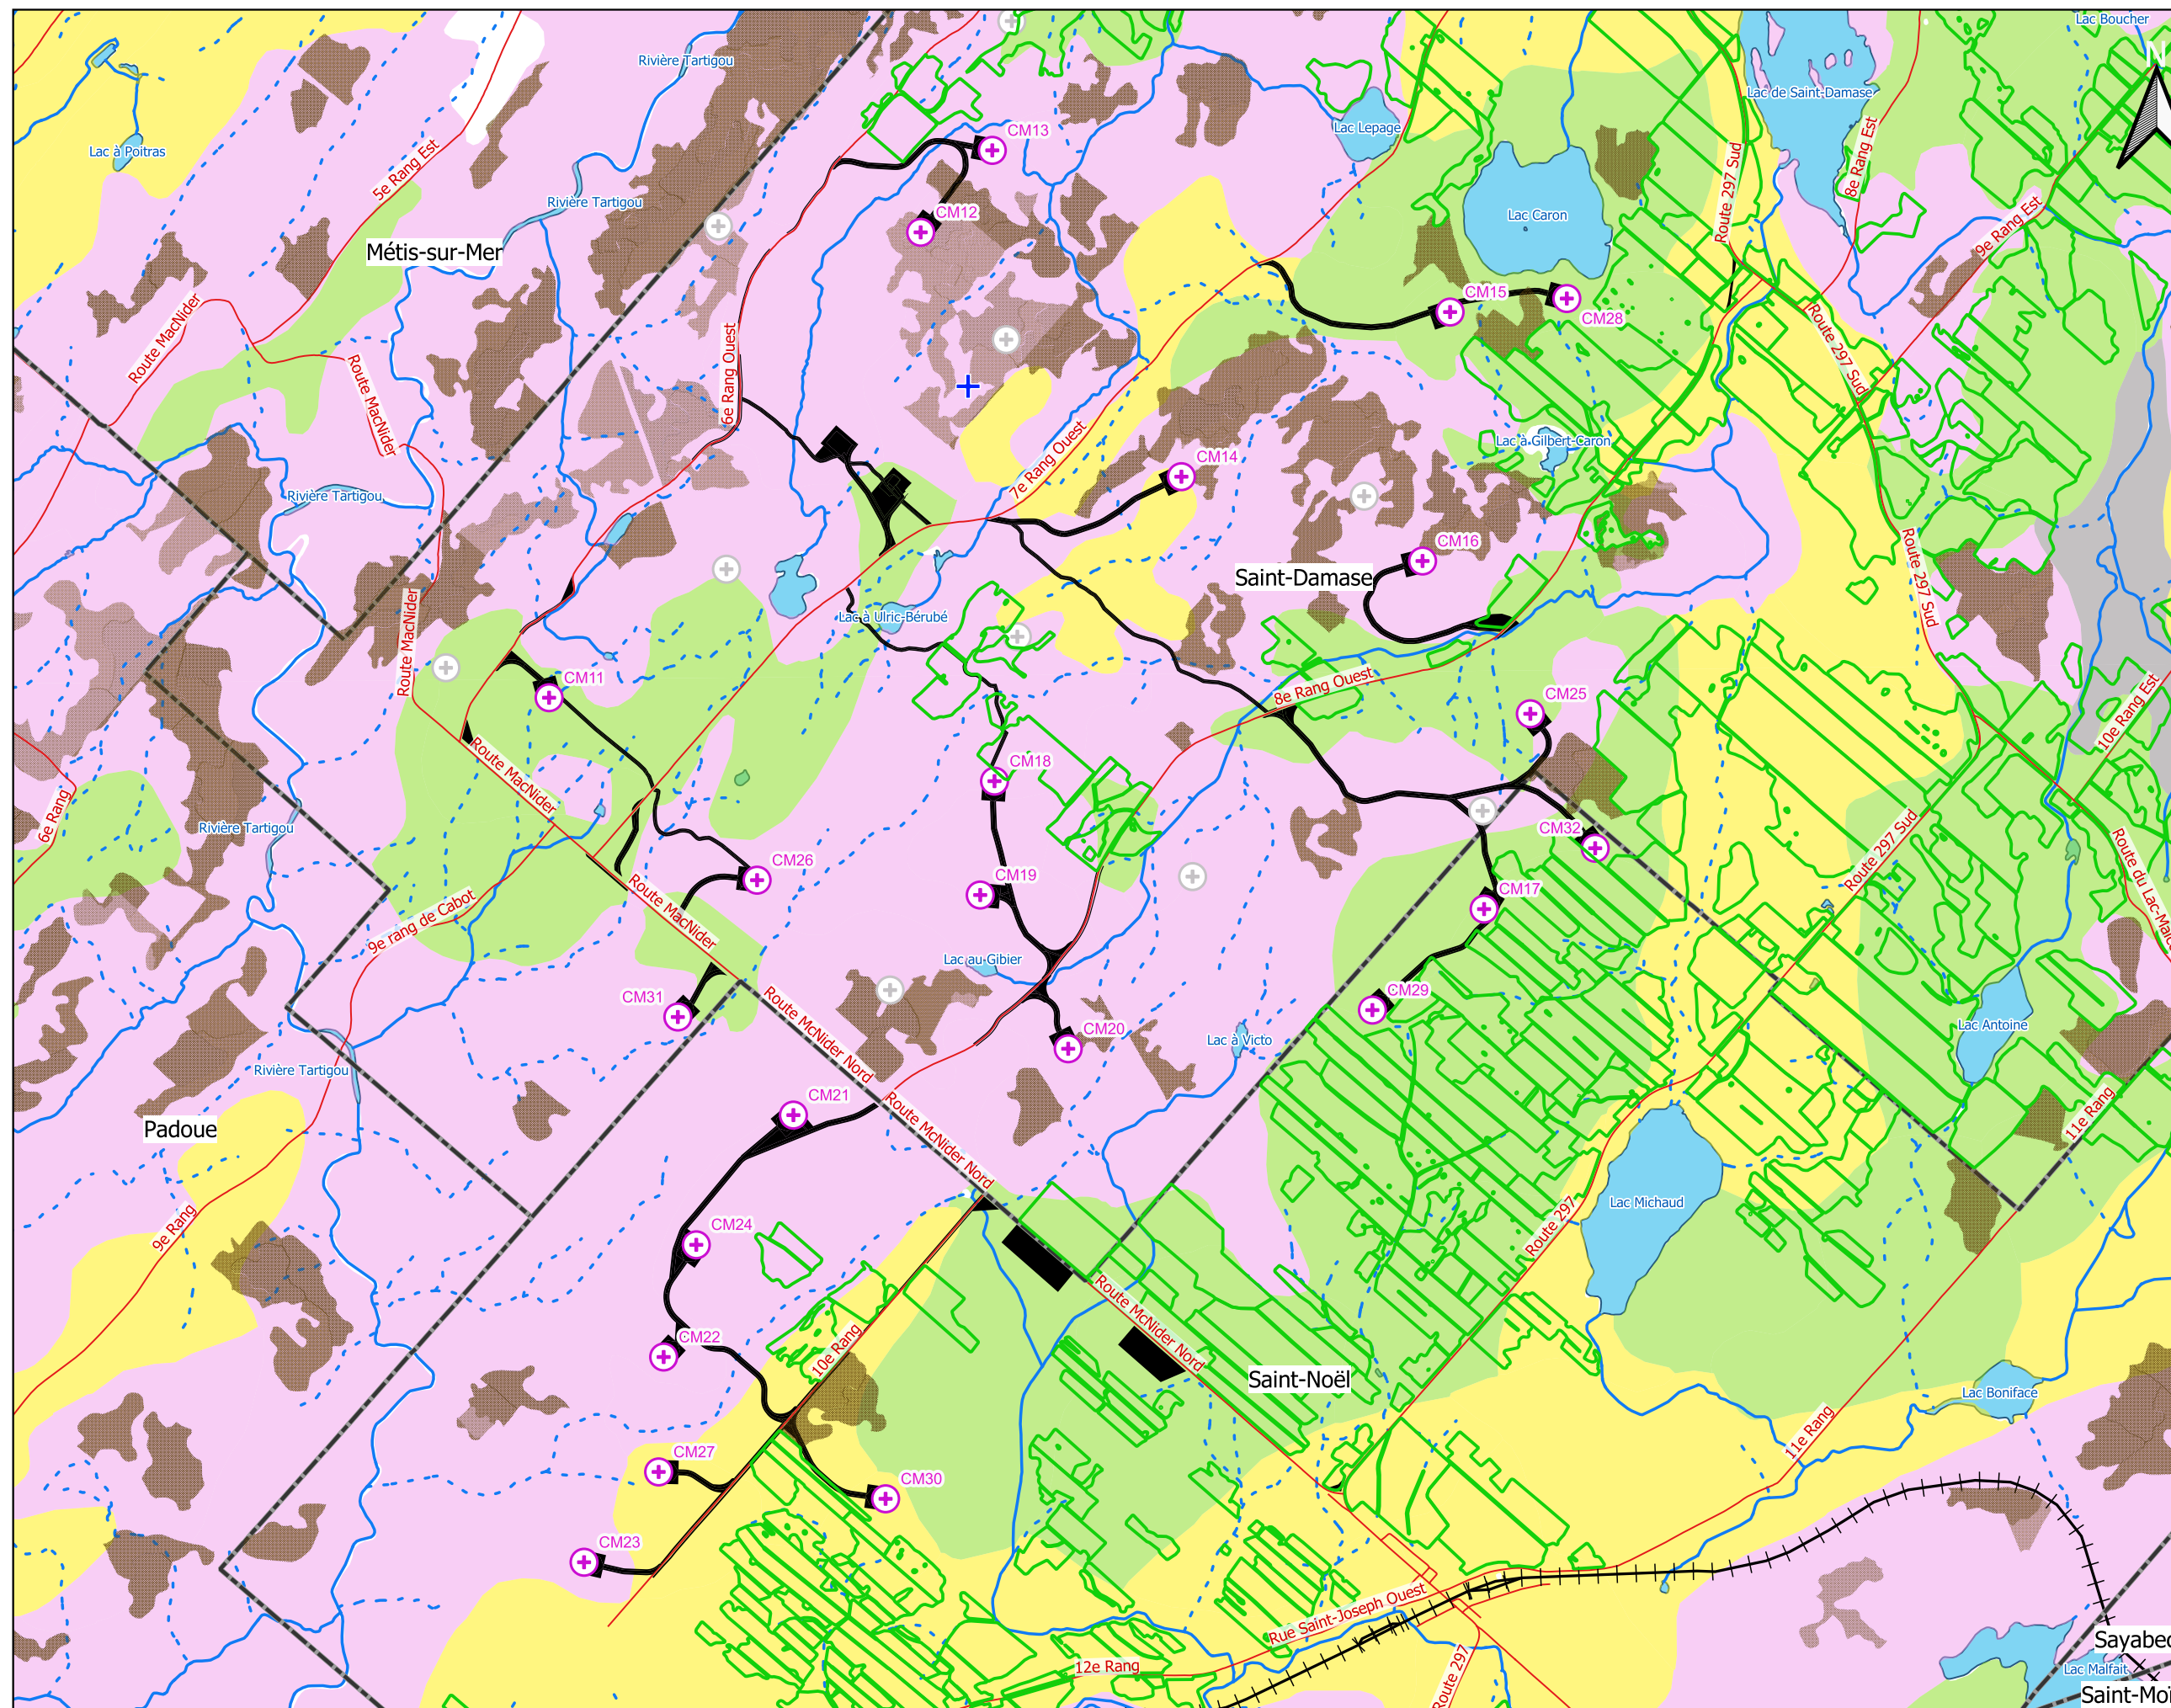 Lac Boucher
N
Rivière Tartigou
Lac de Saint-Damase
5e Rang Est
Lac à Poitras
CM13
Lac Lepage
8e Rang Est
Route 297 Sud
Rivière Tartigou
CM12
Lac Caron
9e Rang Est
Métis-sur-Mer
CM15
CM28
Route MacNider
Route MacNider
6e Rang Ouest
Route 297 Sud
Lac à Gilbert-Caron
7e Rang Ouest
CM14
Rivière Tartigou
CM16
Saint-Damase
Route 297 Sud
Route MacNider
Lac à Ulric-Bérubé
CM11
8e Rang Ouest
CM25
10e Rang Est
Route MacNider
CM18
6e Rang
Rivière Tartigou
CM32
Route 297 Sud
CM26
CM19
CM17
Route MacNider
9e rang de Cabot
Lac au Gibier
CM31
CM29
Route McNider Nord
CM20
Lac à Victo
Lac Antoine
Rivière Tartigou
CM21
Padoue
Route McNider Nord
11e Rang
Lac Michaud
9e Rang
CM24
Route 297
Route McNider Nord
CM22
10e Rang
Saint-Noël
Lac Boniface
11e Rang
CM27
CM30
CM23
Rue Saint-Joseph Ouest
12e Rang
Route 297
Lac Malfait